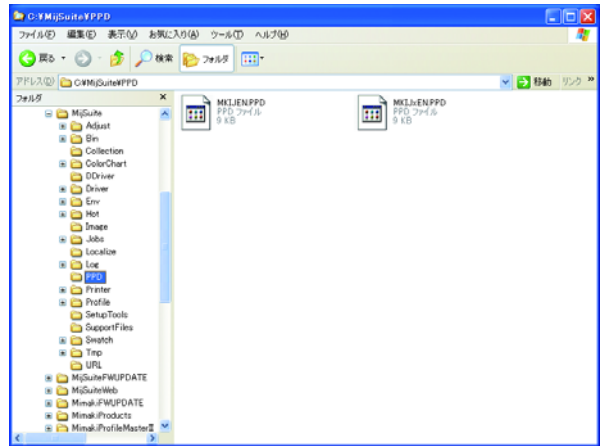 C:¥MijSuite¥PPD
ファイル(F) 編集(E) 表示(V) お気に入り(A) ツール(T) ヘルプ(H)
戻る 検索 フォルダ
アドレス(D) C:¥MijSuite¥PPD 移動 リンク »
フォルダ ×
MijSuite
Adjust
Bin
Collection
ColorChart
DDriver
Driver
Env
Hot
Image
Jobs
Localize
Log
PPD
Printer
Profile
SetupTools
SupportFiles
Swatch
Tmp
URL
MijSuiteFWUPDATE
MijSuiteWeb
MimakiFWUPDATE
MimakiProducts
MimakiProfileMasterⅡ
MKIJEN.PPD
PPD ファイル
9 KB
MKIJxEN.PPD
PPD ファイル
9 KB